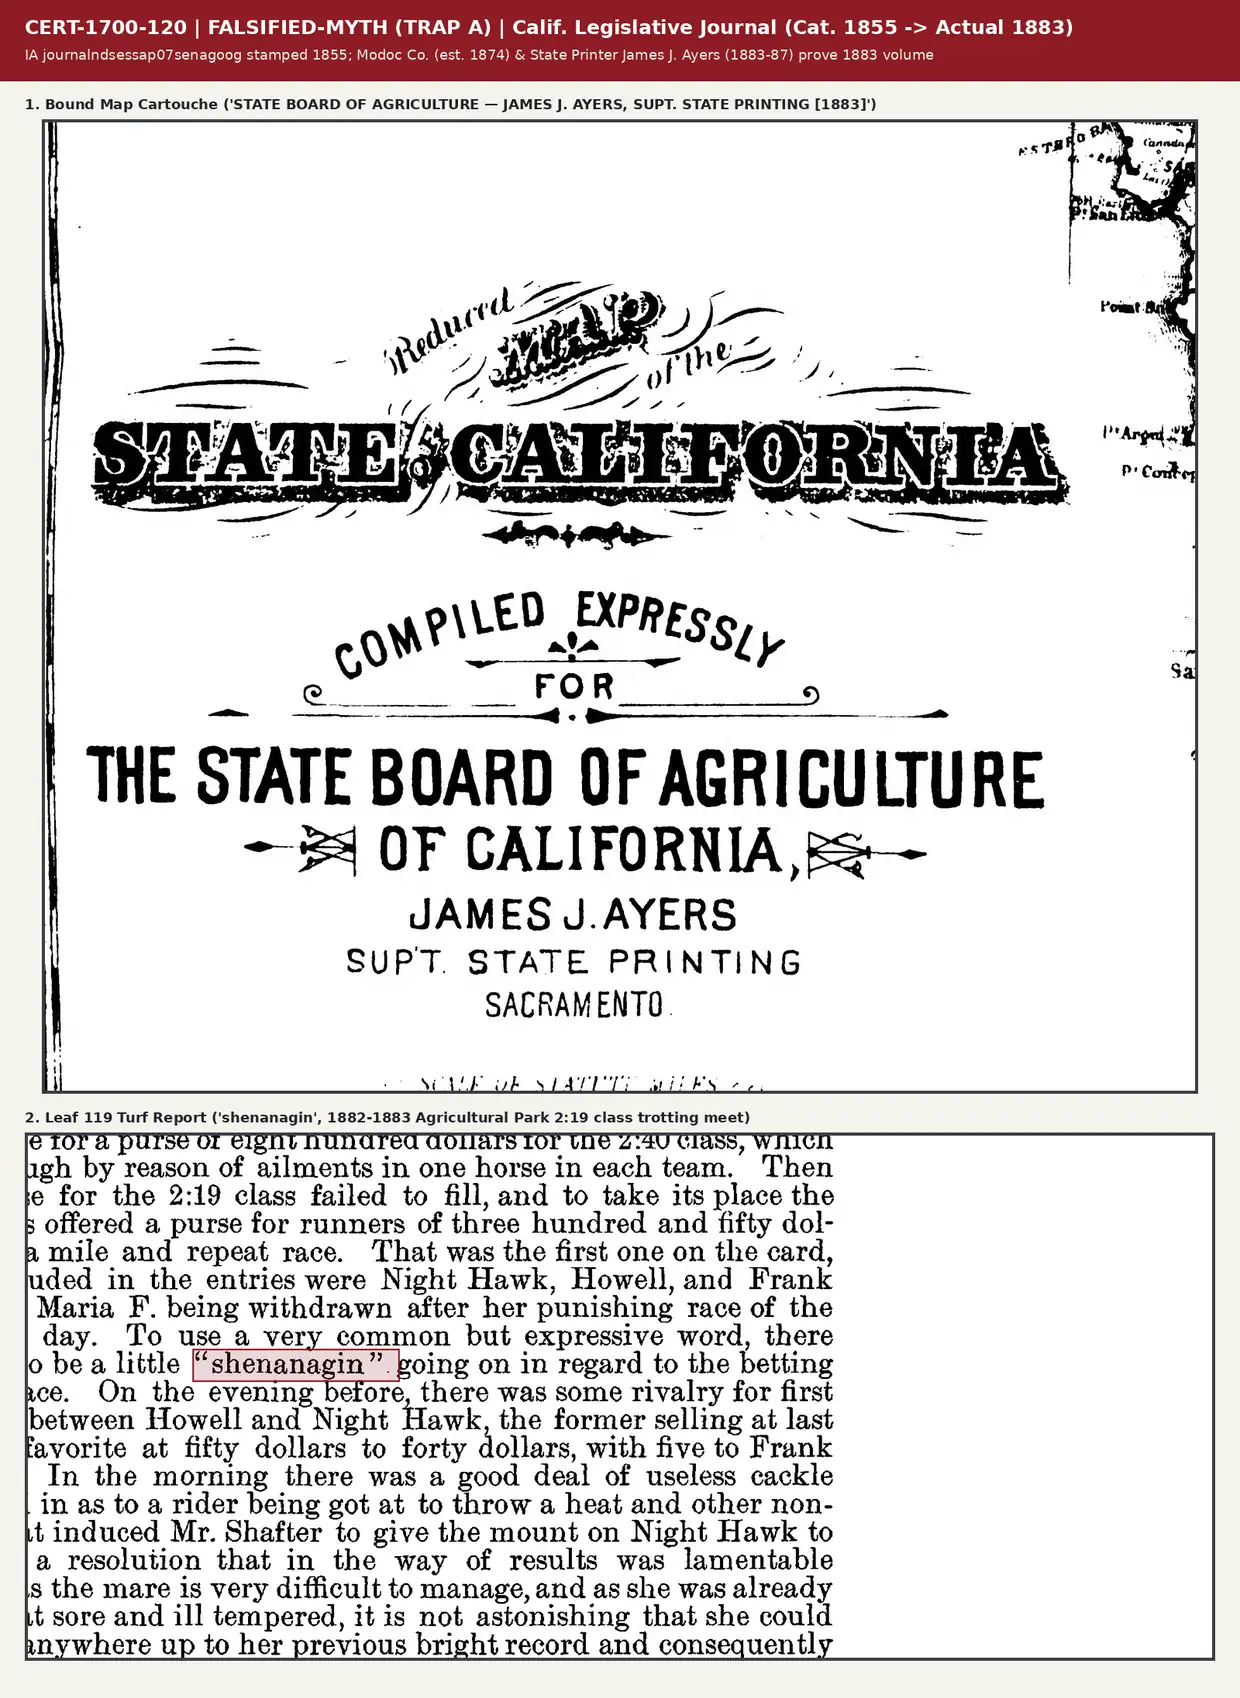 CERT-1700-120 | FALSIFIED-MYTH (TRAP A) | Calif. Legislative Journal (Cat. 1855 -> Actual 1883)
IA journalndsessap07senagoog stamped 1855; Modoc Co. (est. 1874) & State Printer James J. Ayers (1883-87) prove 1883 volume
1. Bound Map Cartouche ('STATE BOARD OF AGRICULTURE — JAMES J. AYERS, SUPT. STATE PRINTING [1883]')
ESTERO BA
Reduced MAP of the
STATE of CALIFORNIA
COMPILED EXPRESSLY
FOR
THE STATE BOARD OF AGRICULTURE
OF CALIFORNIA,
JAMES J. AYERS
SUP'T. STATE PRINTING
SACRAMENTO.
SCALE OF STATUTE MILES
2. Leaf 119 Turf Report ('shenanagin', 1882-1883 Agricultural Park 2:19 class trotting meet)
e for a purse of eight hundred dollars for the 2:40 class, which
ugh by reason of ailments in one horse in each team. Then
e for the 2:19 class failed to fill, and to take its place the
s offered a purse for runners of three hundred and fifty dol-
a mile and repeat race. That was the first one on the card,
uded in the entries were Night Hawk, Howell, and Frank
Maria F. being withdrawn after her punishing race of the
day. To use a very common but expressive word, there
o be a little “shenanagin” going on in regard to the betting
ace. On the evening before, there was some rivalry for first
between Howell and Night Hawk, the former selling at last
favorite at fifty dollars to forty dollars, with five to Frank
In the morning there was a good deal of useless cackle
in as to a rider being got at to throw a heat and other non-
t induced Mr. Shafter to give the mount on Night Hawk to
a resolution that in the way of results was lamentable
s the mare is very difficult to manage, and as she was already
t sore and ill tempered, it is not astonishing that she could
anywhere up to her previous bright record and consequently